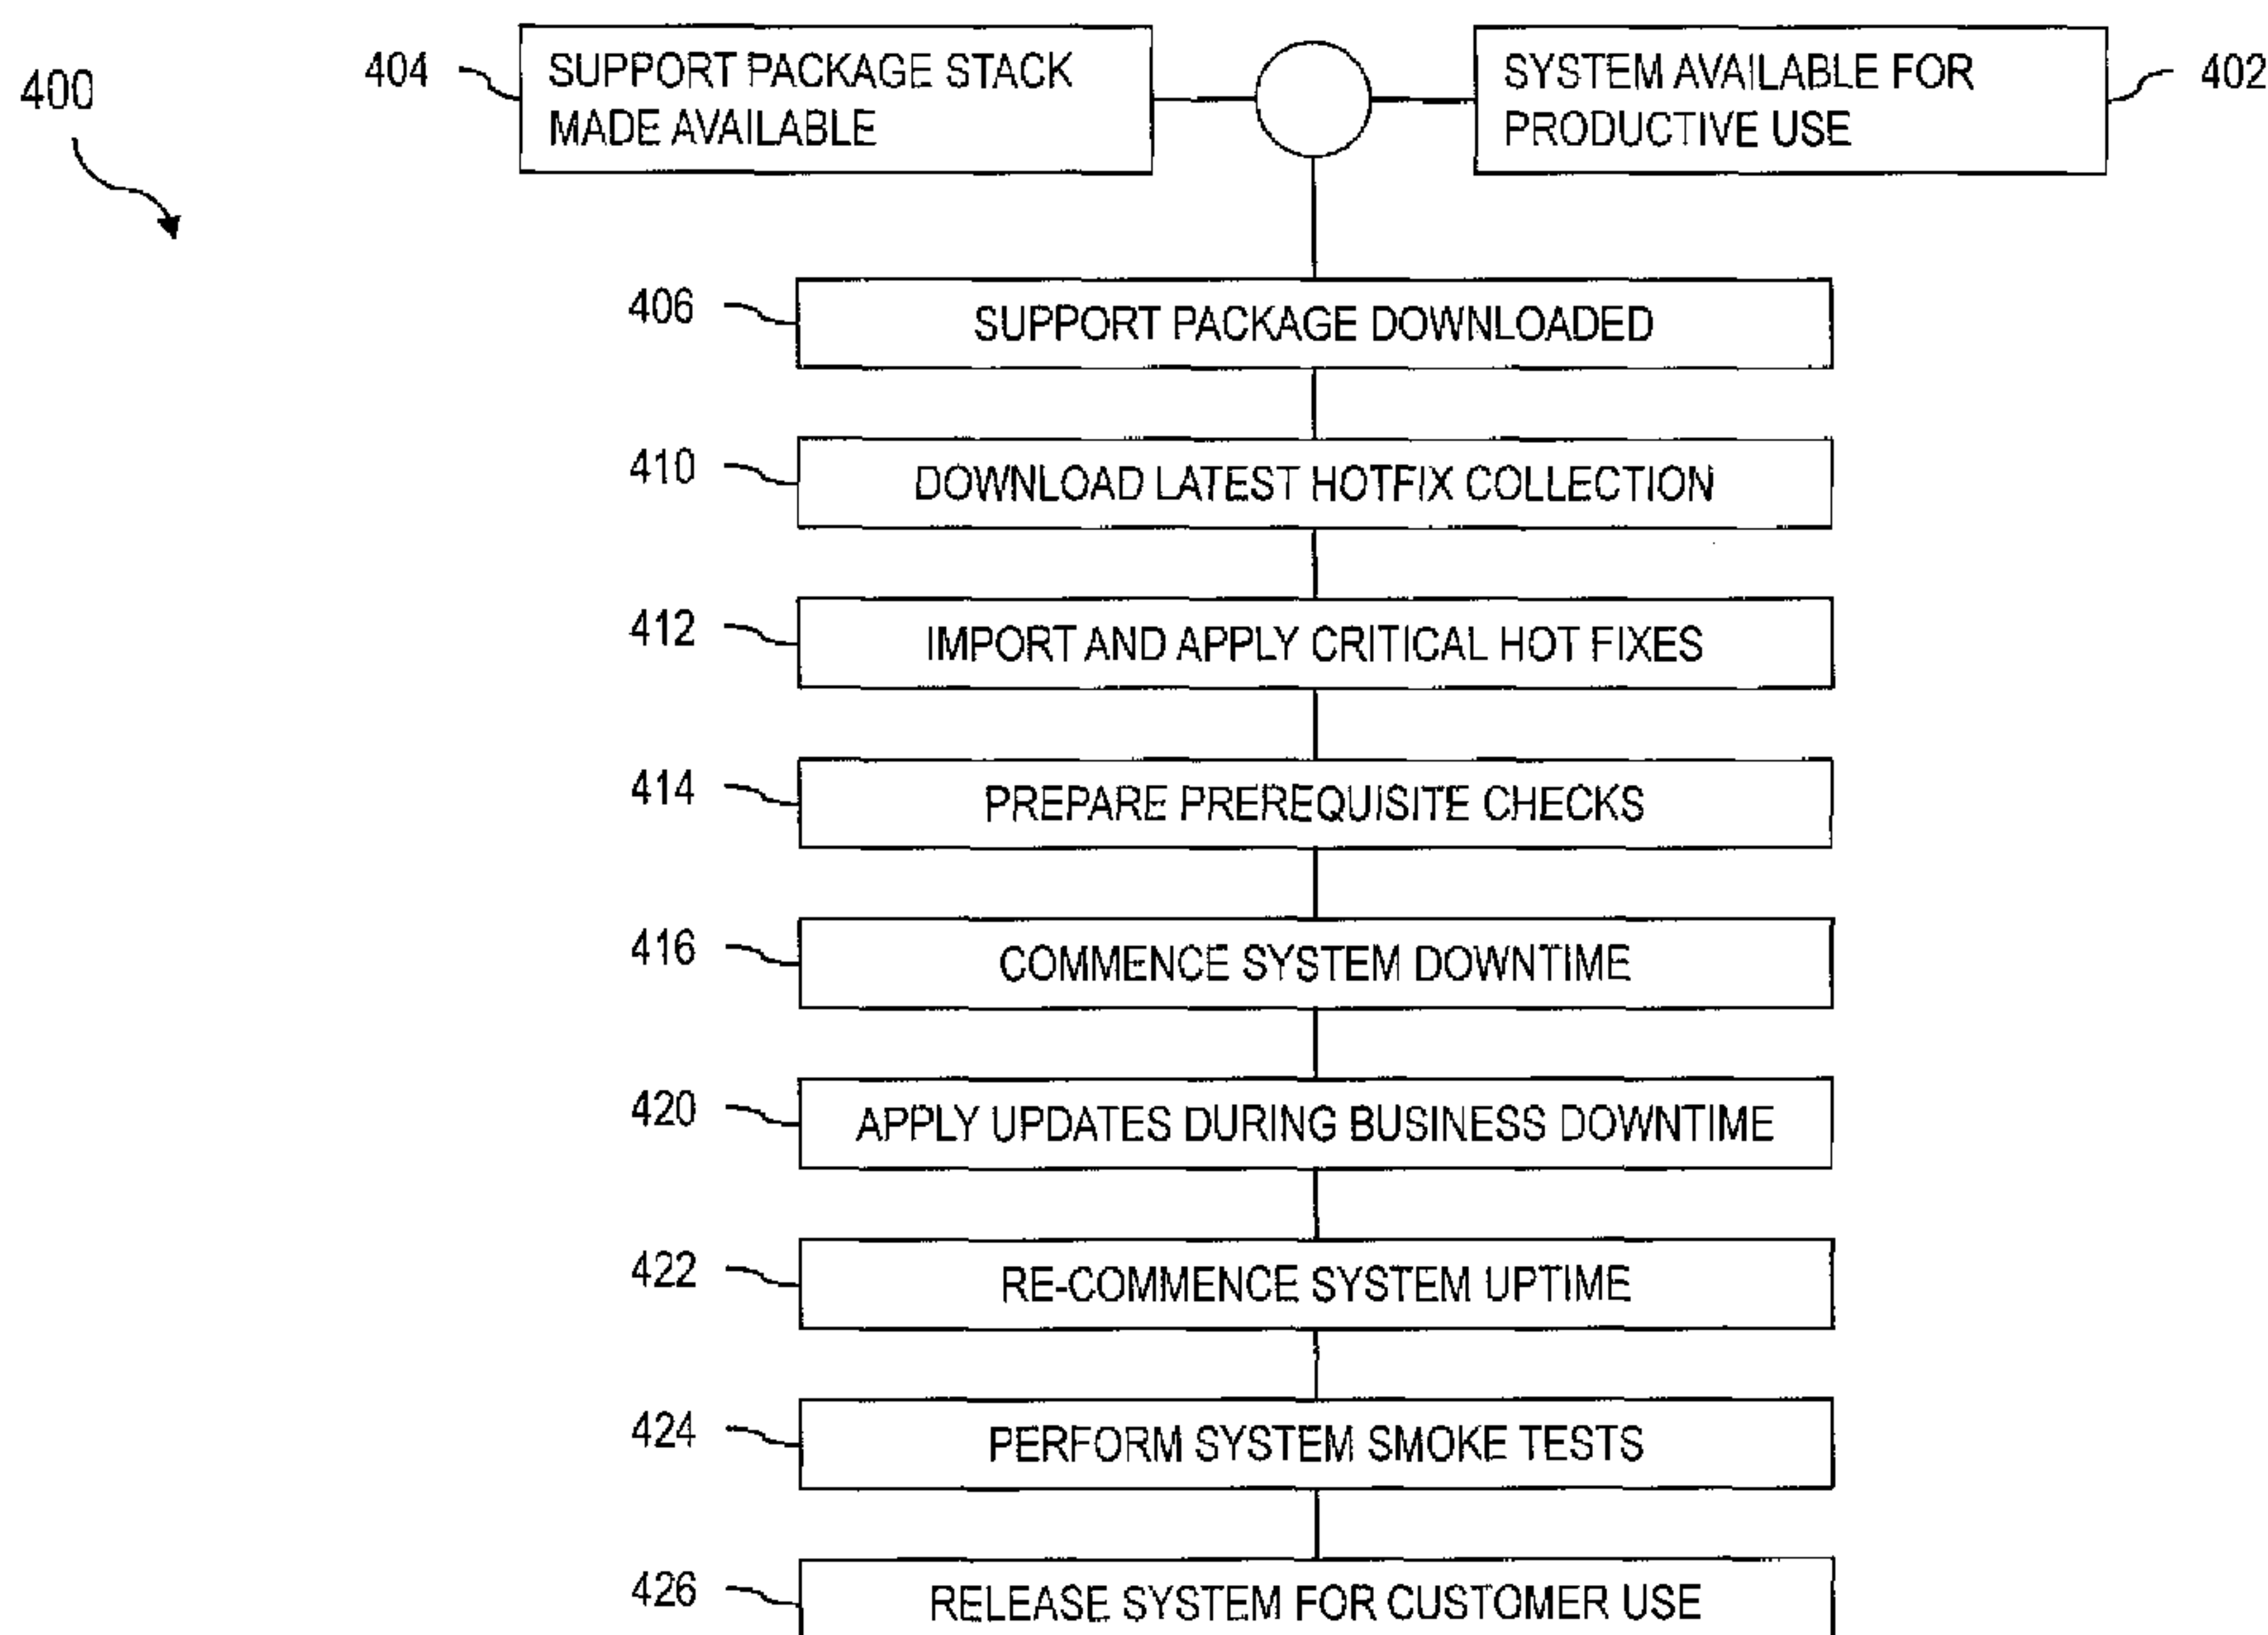 400
404
SUPPORT PACKAGE STACK
MADE AVAILABLE
SYSTEM AVAILABLE FOR
PRODUCTIVE USE
402
406
SUPPORT PACKAGE DOWNLOADED
410
DOWNLOAD LATEST HOTFIX COLLECTION
412
IMPORT AND APPLY CRITICAL HOT FIXES
414
PREPARE PREREQUISITE CHECKS
416
COMMENCE SYSTEM DOWNTIME
420
APPLY UPDATES DURING BUSINESS DOWNTIME
422
RE-COMMENCE SYSTEM UPTIME
424
PERFORM SYSTEM SMOKE TESTS
426
RELEASE SYSTEM FOR CUSTOMER USE